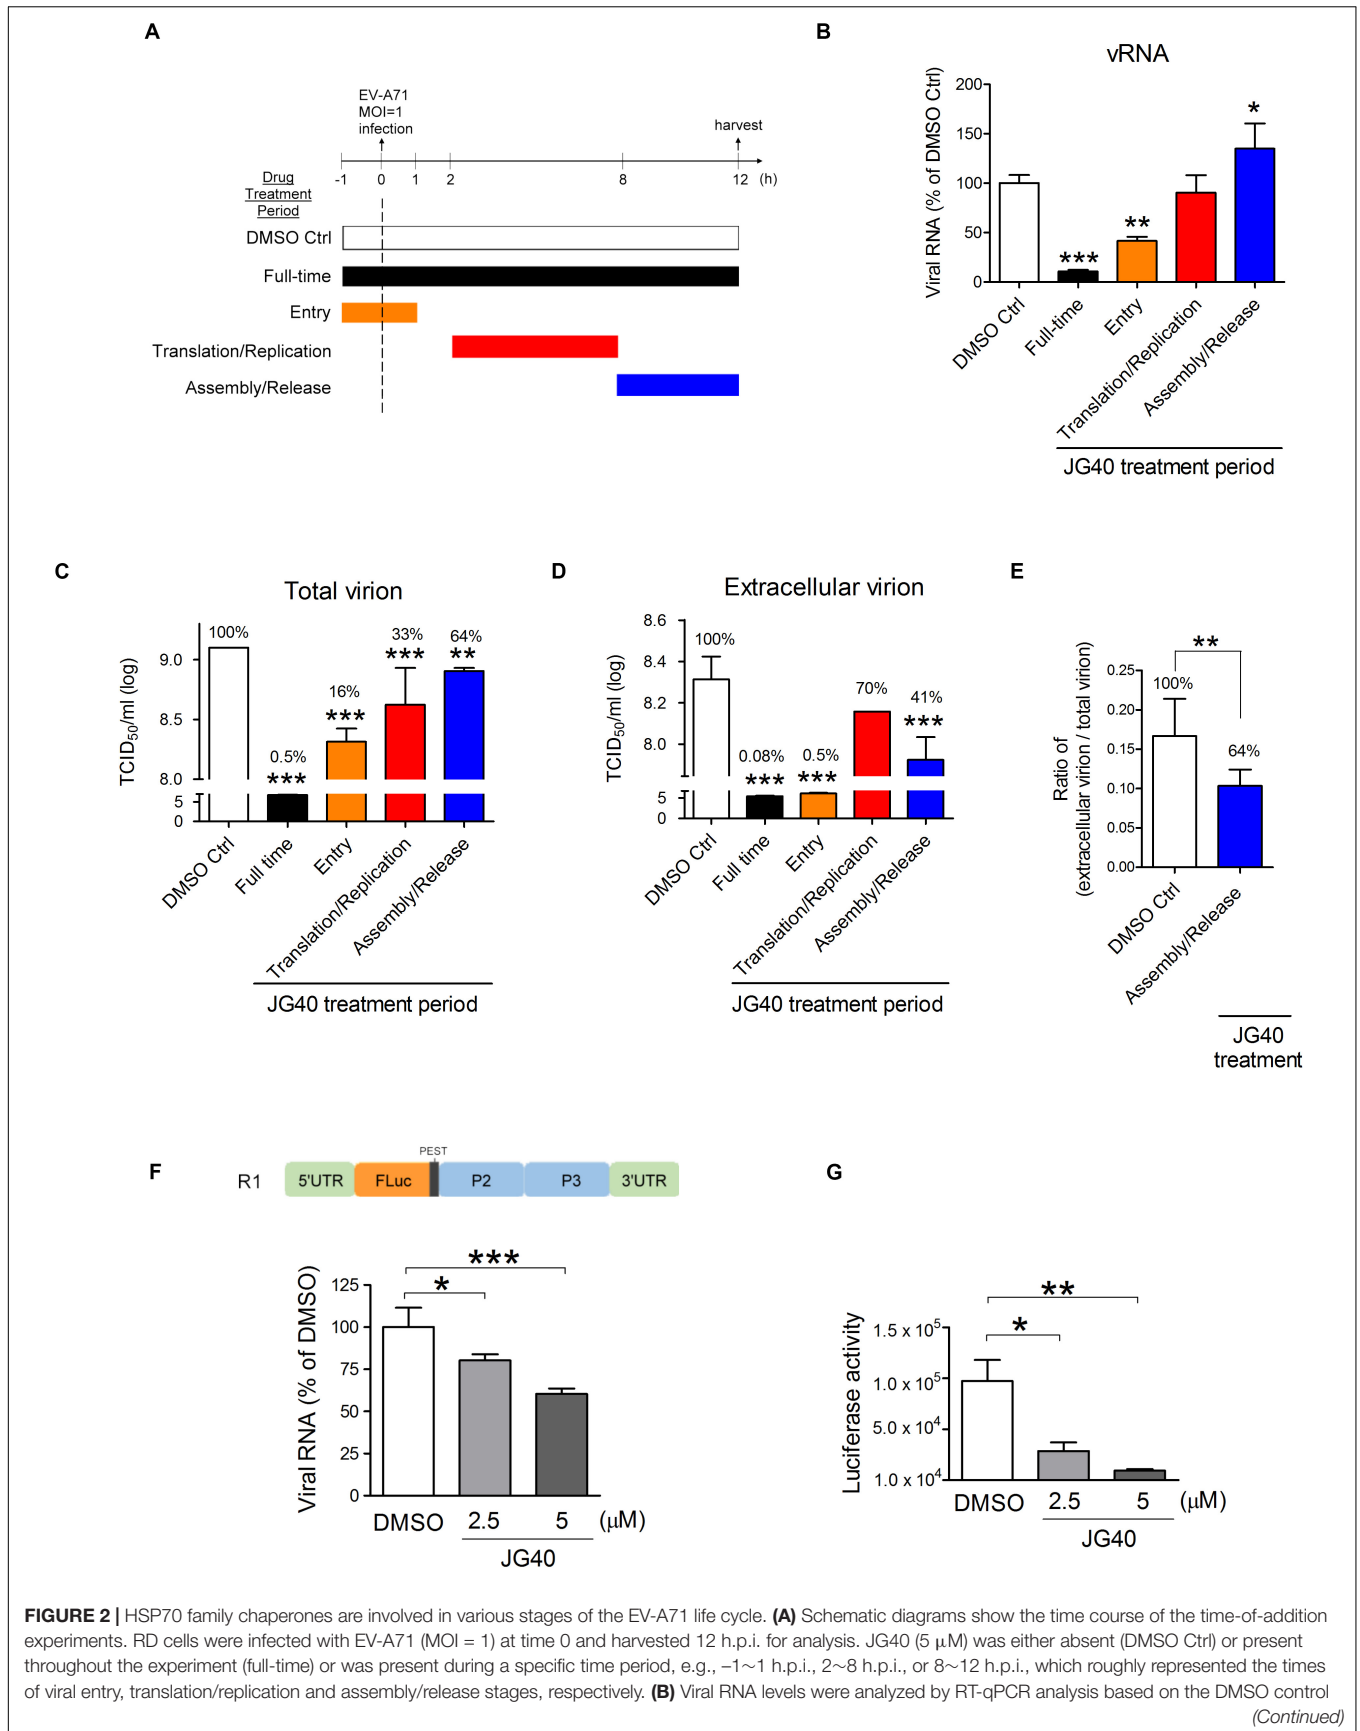 A
EV-A71
MOI=1
infection
harvest
-1 0 1 2 8 12 (h)
Drug
Treatment
Period
DMSO Ctrl
Full-time
Entry
Translation/Replication
Assembly/Release
B
vRNA
Viral RNA (% of DMSO Ctrl)
200
150
100
50
0
***
**
*
DMSO Ctrl
Full-time
Entry
Translation/Replication
Assembly/Release
JG40 treatment period
C
Total virion
TCID50/ml (log)
9.0
8.5
8.0
5
0
100%
0.5%
***
16%
***
33%
***
64%
**
DMSO Ctrl
Full time
Entry
Translation/Replication
Assembly/Release
JG40 treatment period
D
Extracellular virion
TCID50/ml (log)
8.6
8.4
8.2
8.0
5
0
100%
0.08%
***
0.5%
***
70%
41%
***
DMSO Ctrl
Full time
Entry
Translation/Replication
Assembly/Release
JG40 treatment period
E
Ratio of
(extracellular virion / total virion)
0.25
0.20
0.15
0.10
0.05
0.00
**
100%
64%
DMSO Ctrl
Assembly/Release
JG40
treatment
F
PEST
R1 5'UTR FLuc P2 P3 3'UTR
Viral RNA (% of DMSO)
125
100
75
50
25
0
***
*
DMSO 2.5 5 (μM)
JG40
G
Luciferase activity
1.5 x 10⁵
1.0 x 10⁵
5.0 x 10⁴
1.0 x 10⁴
**
*
DMSO 2.5 5 (μM)
JG40
FIGURE 2 | HSP70 family chaperones are involved in various stages of the EV-A71 life cycle. (A) Schematic diagrams show the time course of the time-of-addition
experiments. RD cells were infected with EV-A71 (MOI = 1) at time 0 and harvested 12 h.p.i. for analysis. JG40 (5 μM) was either absent (DMSO Ctrl) or present
throughout the experiment (full-time) or was present during a specific time period, e.g., –1~1 h.p.i., 2~8 h.p.i., or 8~12 h.p.i., which roughly represented the times
of viral entry, translation/replication and assembly/release stages, respectively. (B) Viral RNA levels were analyzed by RT-qPCR analysis based on the DMSO control
(Continued)